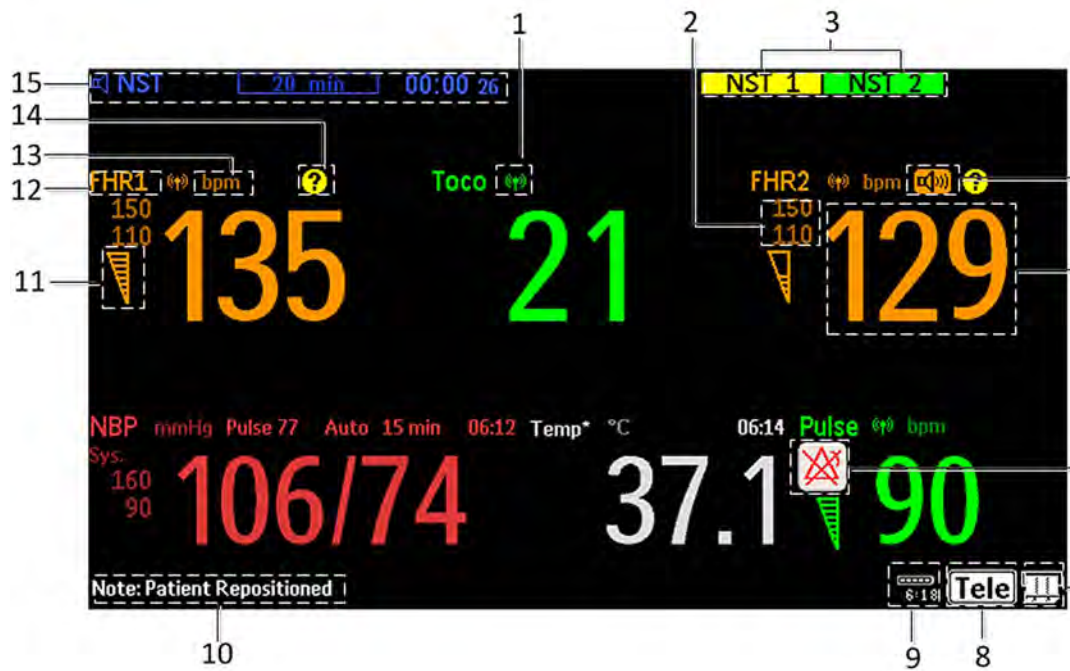 1
2
3
15
NST
20 min
00:00 26
NST 1
NST 2
14
13
12
FHR1
bpm
?
Toco
FHR2
bpm
?
150
110
135
21
2
150
110
129
11
NBP mmHg Pulse 77 Auto 15 min 06:12
Temp* °C 06:14
Pulse bpm
Sys.
160
90
106/74
37.1
90
Note: Patient Repositioned
6:18
Tele
10
9
8